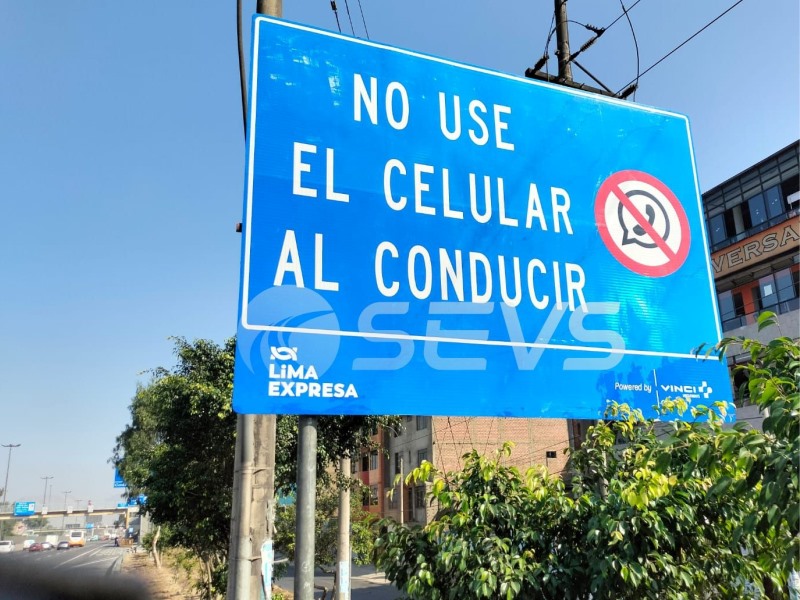 NO USE
EL CELULAR
AL CONDUCIR
SEVS
LiMA
EXPRESA
Powered by VINCI
VERSA